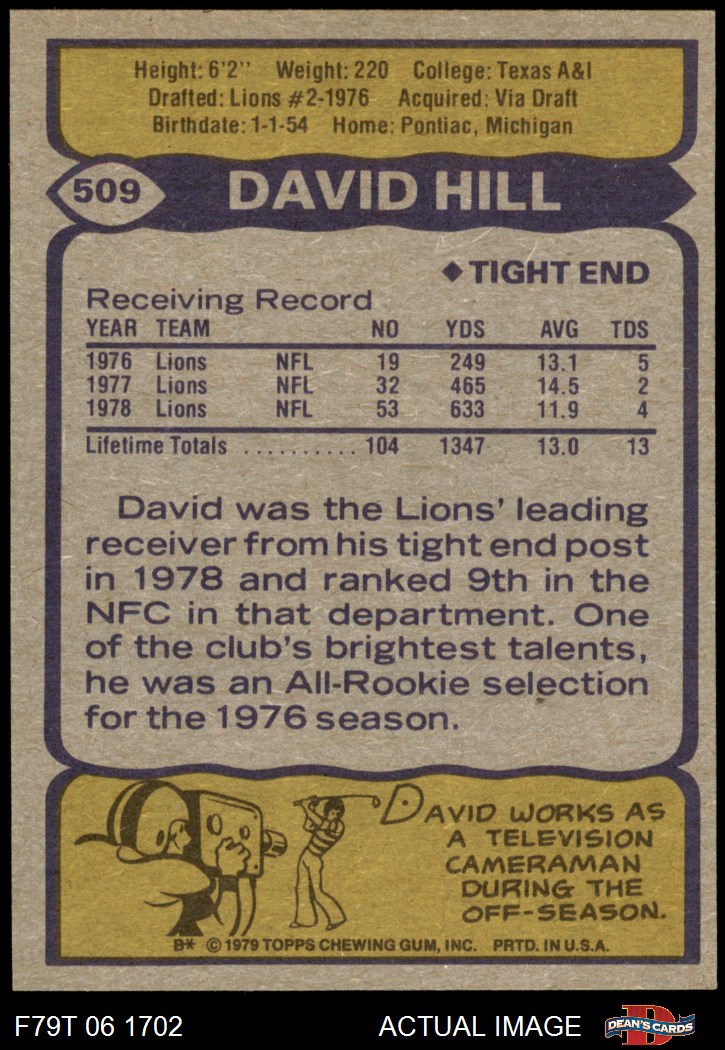 Height: 6'2" Weight: 220 College: Texas A&I
Drafted: Lions #2-1976 Acquired: Via Draft
Birthdate: 1-1-54 Home: Pontiac, Michigan
509 DAVID HILL
◆ TIGHT END
Receiving Record
YEAR TEAM NO YDS AVG TDS
1976 Lions NFL 19 249 13.1 5
1977 Lions NFL 32 465 14.5 2
1978 Lions NFL 53 633 11.9 4
Lifetime Totals .......... 104 1347 13.0 13
David was the Lions' leading
receiver from his tight end post
in 1978 and ranked 9th in the
NFC in that department. One
of the club's brightest talents,
he was an All-Rookie selection
for the 1976 season.
DAVID WORKS AS
A TELEVISION
CAMERAMAN
DURING THE
OFF-SEASON.
B* © 1979 TOPPS CHEWING GUM, INC. PRTD. IN U.S.A.
F79T 06 1702 ACTUAL IMAGE D DEAN'S CARDS